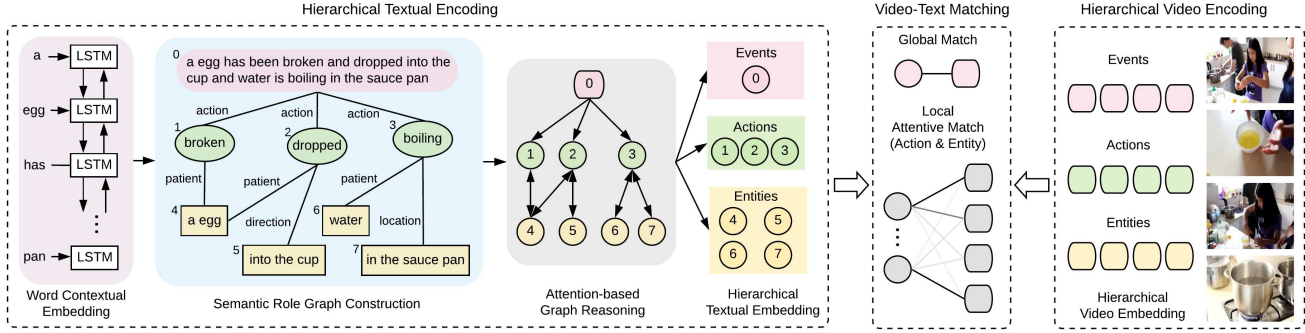 Hierarchical Textual Encoding
a
LSTM
egg
LSTM
has
LSTM
pan
LSTM
Word Contextual
Embedding
0
a egg has been broken and dropped into the
cup and water is boiling in the sauce pan
action
action
action
1
broken
2
dropped
3
boiling
patient
patient
patient
4
a egg
direction
6
water
location
5
into the cup
7
in the sauce pan
Semantic Role Graph Construction
0
1
2
3
4
5
6
7
Attention-based
Graph Reasoning
Events
0
Actions
1
2
3
Entities
4
5
6
7
Hierarchical
Textual Embedding
Video-Text Matching
Global Match
Local
Attentive Match
(Action & Entity)
Hierarchical Video Encoding
Events
Actions
Entities
Hierarchical
Video Embedding